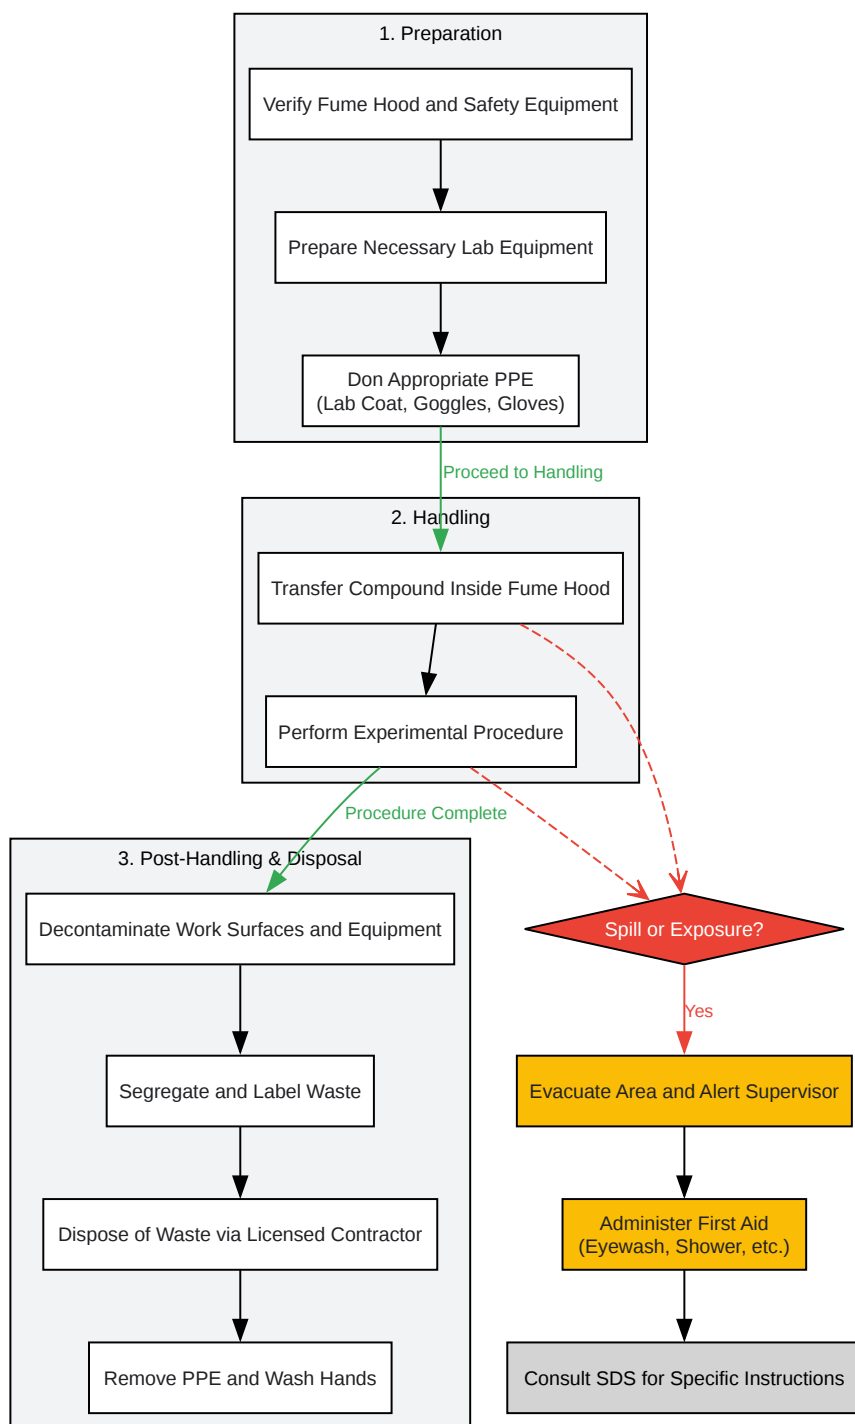 1. Preparation
Verify Fume Hood and Safety Equipment
Prepare Necessary Lab Equipment
Don Appropriate PPE
(Lab Coat, Goggles, Gloves)
Proceed to Handling
2. Handling
Transfer Compound Inside Fume Hood
Perform Experimental Procedure
Procedure Complete
3. Post-Handling & Disposal
Decontaminate Work Surfaces and Equipment
Segregate and Label Waste
Dispose of Waste via Licensed Contractor
Remove PPE and Wash Hands
Spill or Exposure?
Yes
Evacuate Area and Alert Supervisor
Administer First Aid
(Eyewash, Shower, etc.)
Consult SDS for Specific Instructions